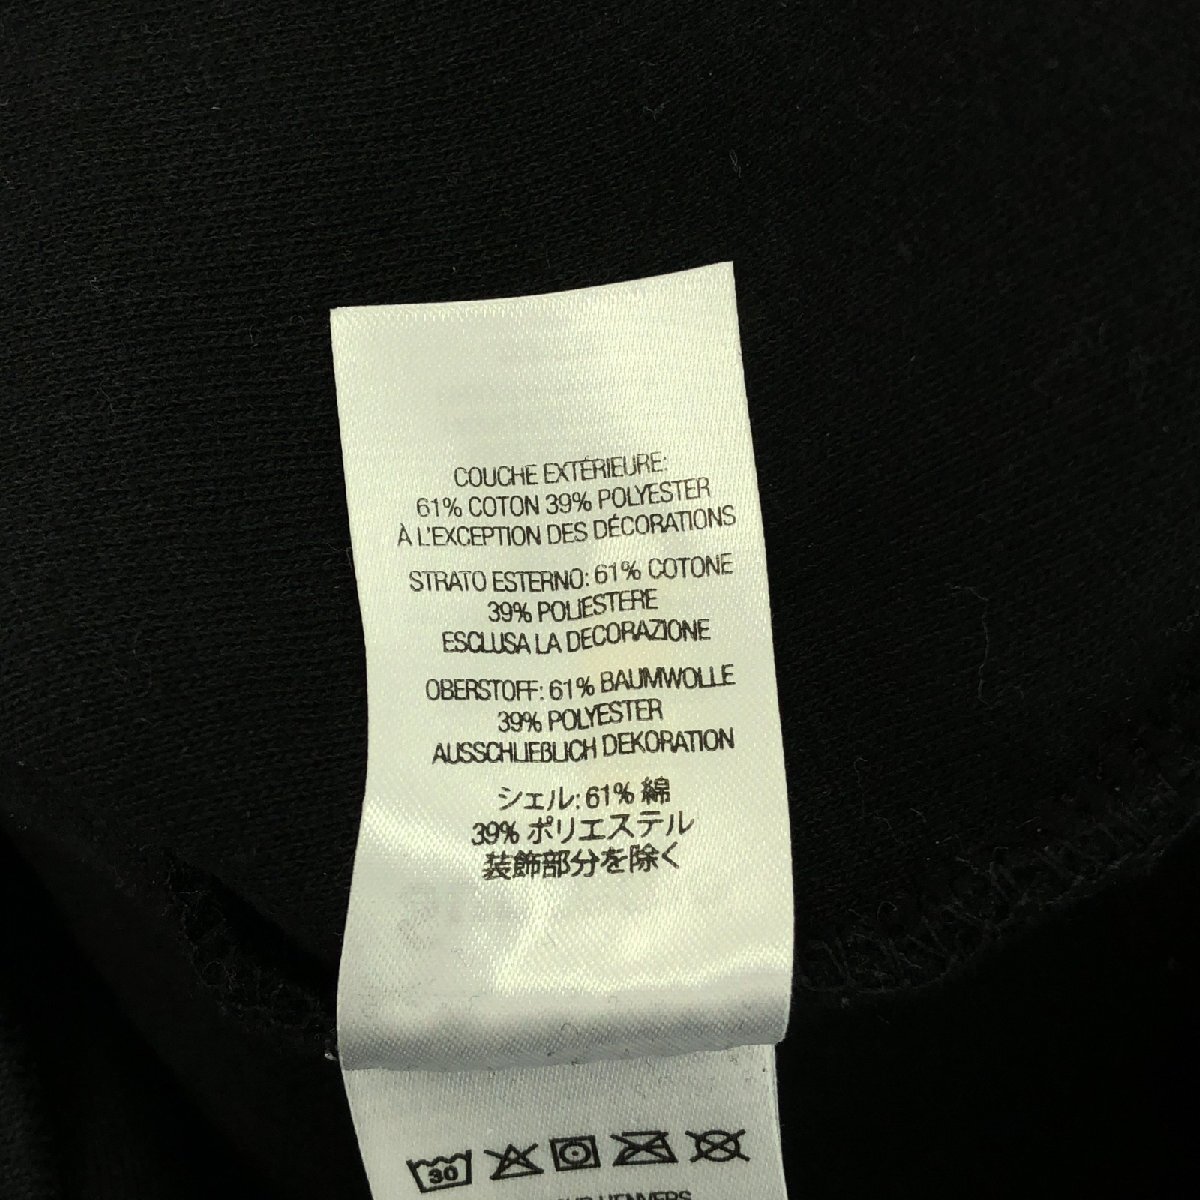 COUCHE EXTÉRIEURE:
61% COTON 39% POLYESTER
À L'EXCEPTION DES DÉCORATIONS
STRATO ESTERNO: 61% COTONE
39% POLIESTERE
ESCLUSA LA DECORAZIONE
OBERSTOFF: 61% BAUMWOLLE
39% POLYESTER
AUSSCHLIEßLICH DEKORATION
シェル: 61% 綿
39% ポリエステル
装飾部分を除く
30